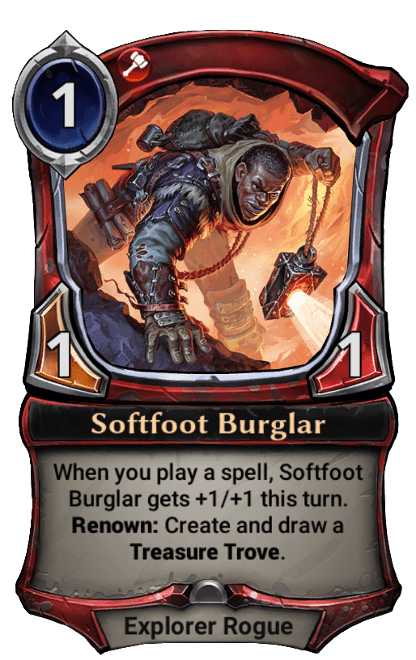 1
1
1
Softfoot Burglar
When you play a spell, Softfoot
Burglar gets +1/+1 this turn.
Renown: Create and draw a
Treasure Trove.
Explorer Rogue